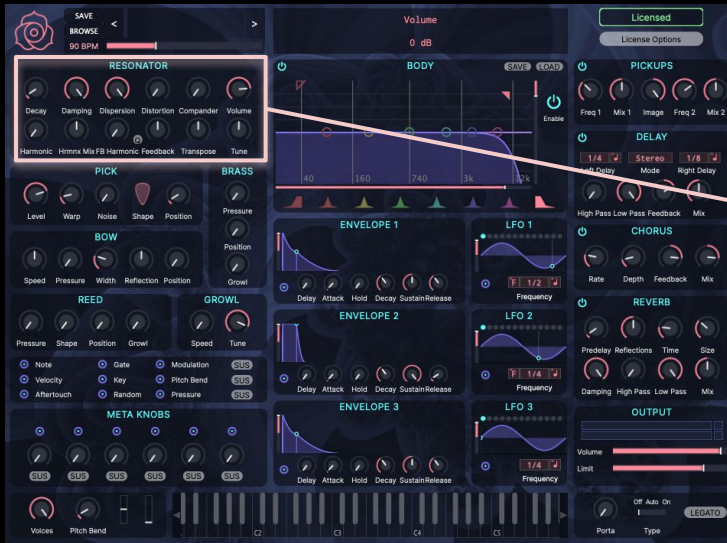 SAVE
BROWSE
90 BPM
<
>
Volume
0 dB
Licensed
License Options
RESONATOR
Decay Damping Dispersion Distortion Compander Volume
Harmonic Hrmnx Mix FB Harmonic Feedback Transpose Tune
BODY
SAVE LOAD
Enable
40 160 740 3k 12k
PICKUPS
Freq 1 Mix 1 Image Freq 2 Mix 2
DELAY
1/4 Stereo 1/8
Left Delay Mode Right Delay
High Pass Low Pass Feedback Mix
PICK
Level Warp Noise Shape Position
BRASS
Pressure
Position
Growl
BOW
Speed Pressure Width Reflection Position
REED
Pressure Shape Position Growl
GROWL
Speed Tune
ENVELOPE 1
Delay Attack Hold Decay Sustain Release
LFO 1
F 1/2
Frequency
CHORUS
Rate Depth Feedback Mix
ENVELOPE 2
Delay Attack Hold Decay Sustain Release
LFO 2
F 1/4
Frequency
REVERB
Predelay Reflections Time Size
Damping High Pass Low Pass Mix
Note Gate Modulation SUS
Velocity Key Pitch Bend SUS
Aftertouch Random Pressure SUS
META KNOBS
SUS SUS SUS SUS SUS SUS
ENVELOPE 3
Delay Attack Hold Decay Sustain Release
LFO 3
1/4
Frequency
OUTPUT
Volume
Limit
Voices Pitch Bend
C2 C3 C4 C5
Off Auto On
Porta Type
LEGATO